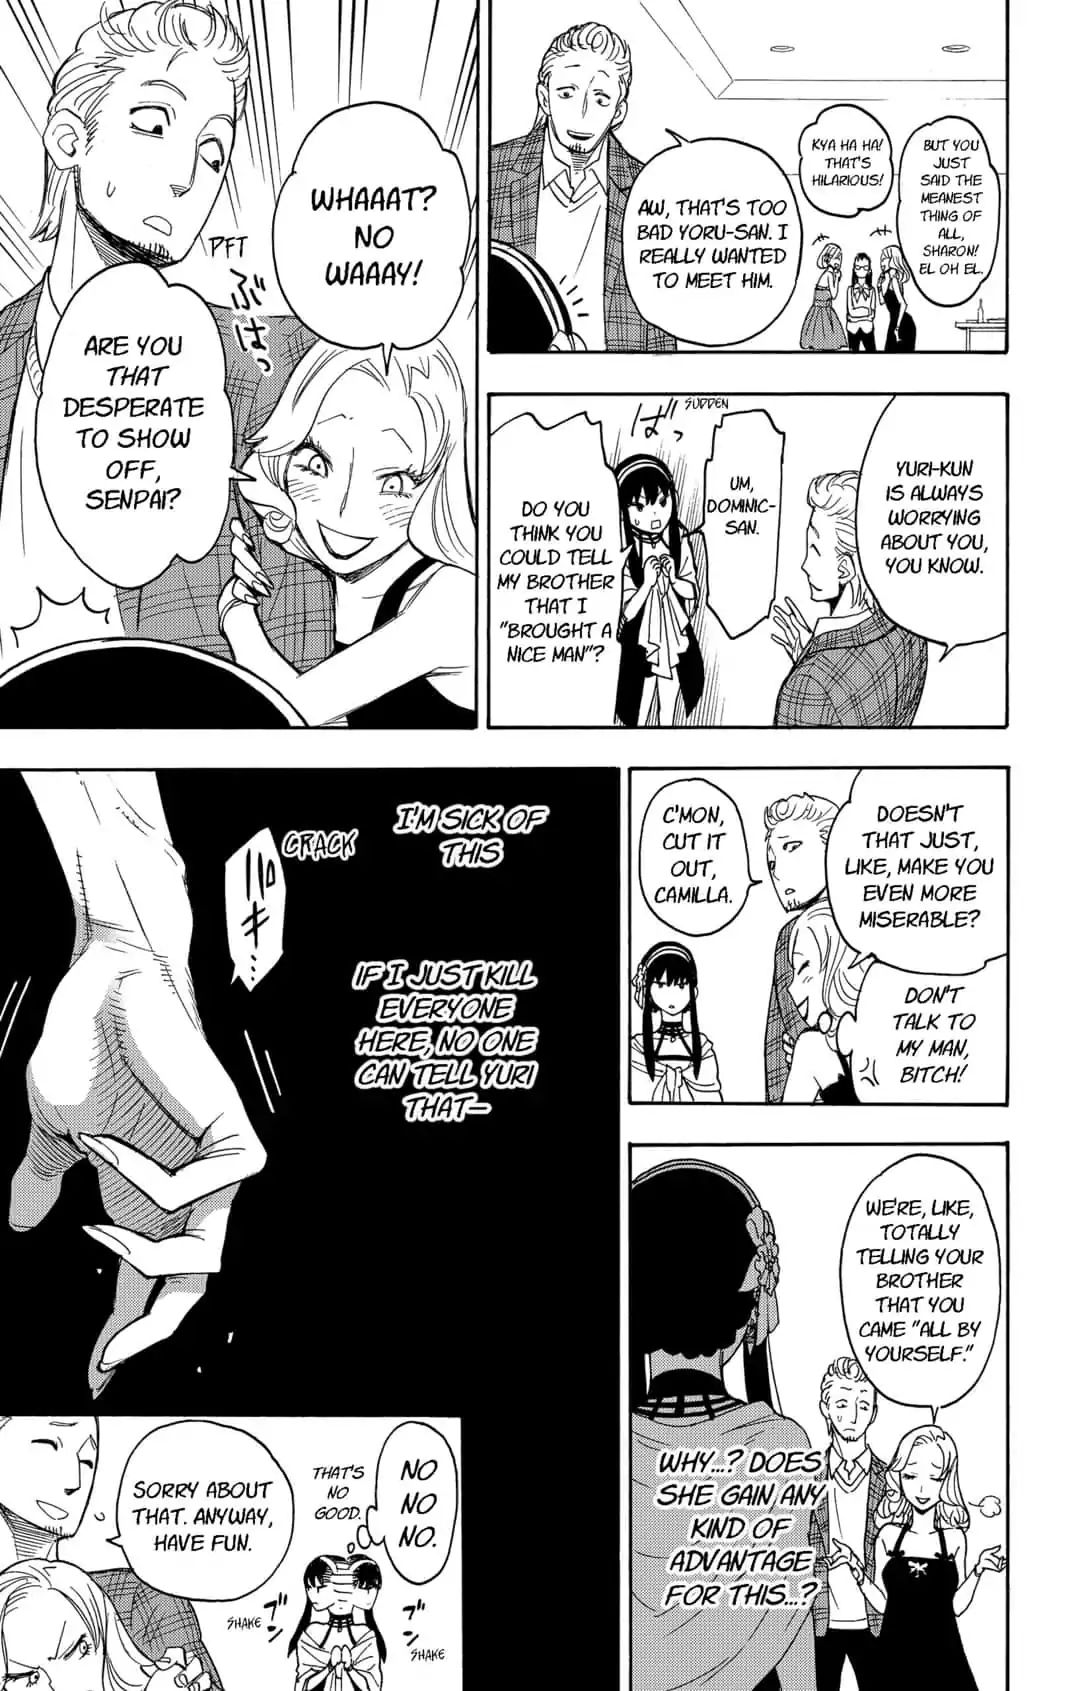 BUT YOU
JUST
SAID THE
MEANEST
THING OF
ALL,
SHARON!
EL OH EL.
KYA HA HA!
THAT'S
HILARIOUS!
AW, THAT'S TOO
BAD YORU-SAN. I
REALLY WANTED
TO MEET HIM.
YURI-KUN
IS ALWAYS
WORRYING
ABOUT YOU,
YOU KNOW.
UM,
DOMINIC-
SAN.
SUDDEN
ばっ
DO YOU
THINK YOU
COULD TELL
MY BROTHER
THAT I
"BROUGHT A
NICE MAN"?
WHAAAT?
NO
WAAAY!
PFT
ぶはっ
ARE YOU
THAT
DESPERATE
TO SHOW
OFF,
SENPAI?
DOESN'T
THAT JUST,
LIKE, MAKE YOU
EVEN MORE
MISERABLE?
C'MON,
CUT IT
OUT,
CAMILLA.
DON'T
TALK TO
MY MAN,
BITCH!
WE'RE, LIKE,
TOTALLY
TELLING YOUR
BROTHER
THAT YOU
CAME "ALL BY
YOURSELF."
WHY...? DOES
SHE GAIN ANY
KIND OF
ADVANTAGE
FOR THIS...?
I'M SICK OF
THIS
CRACK
バキ…
IF I JUST KILL
EVERYONE
HERE, NO ONE
CAN TELL YURI
THAT—
NO
NO
NO.
THAT'S
NO
GOOD.
SHAKE
ブン
SHAKE
ブン
SORRY ABOUT
THAT. ANYWAY,
HAVE FUN.